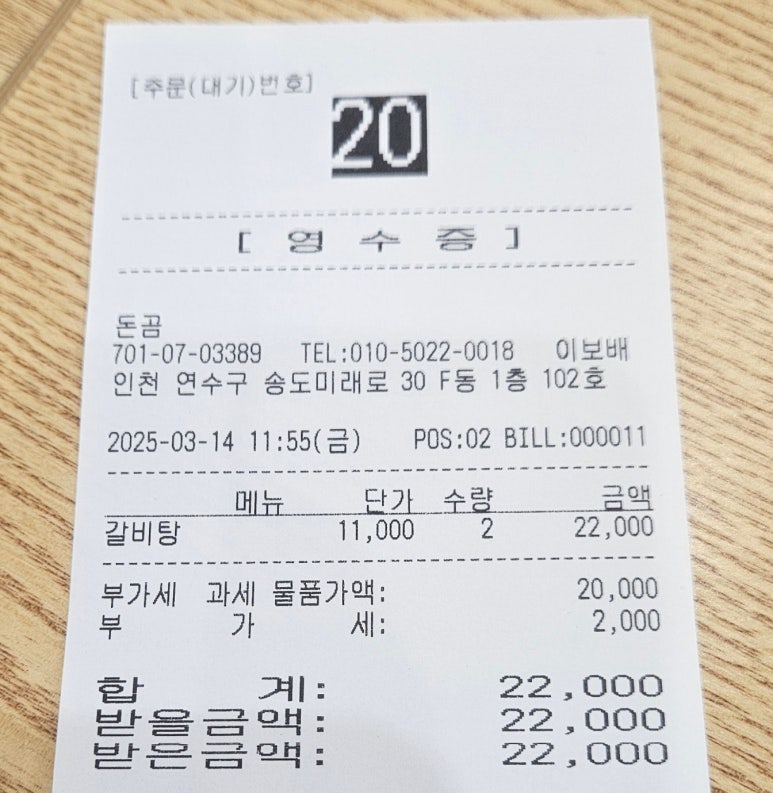 [주문(대기)번호]
20
[ 영 수 증 ]
돈곰
701-07-03389 TEL:010-5022-0018 이보배
인천 연수구 송도미래로 30 F동 1층 102호
2025-03-14 11:55(금) POS:02 BILL:000011
메뉴 단가 수량 금액
갈비탕 11,000 2 22,000
부가세 과세 물품가액: 20,000
부 가 세: 2,000
합 계: 22,000
받을금액: 22,000
받은금액: 22,000